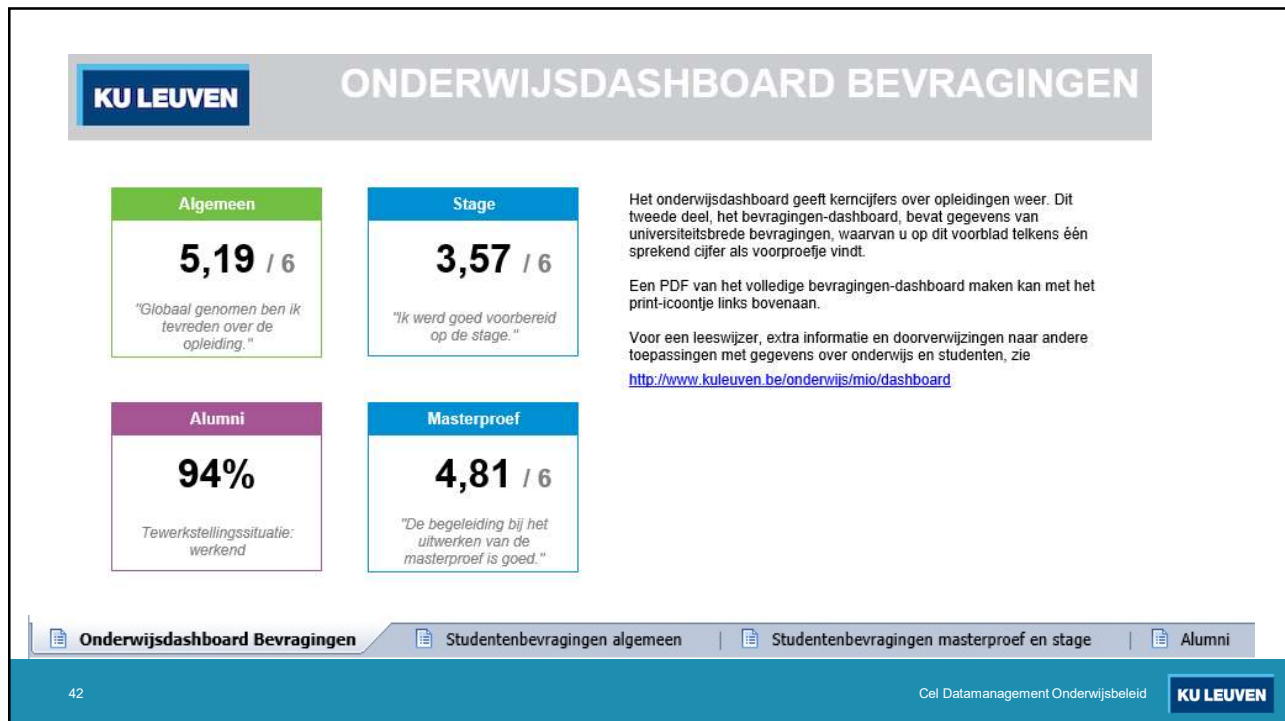 KU LEUVEN
ONDERWIJSDASHBOARD BEVRAGINGEN
Algemeen
5,19 / 6
"Globaal genomen ben ik
tevreden over de
opleiding."
Stage
3,57 / 6
"Ik werd goed voorbereid
op de stage."
Alumni
94%
Tewerkstellingssituatie:
werkend
Masterproef
4,81 / 6
"De begeleiding bij het
uitwerken van de
masterproef is goed."
Het onderwijsdashboard geeft kerncijfers over opleidingen weer. Dit
tweede deel, het bevragingen-dashboard, bevat gegevens van
universiteitsbrede bevragingen, waarvan u op dit voorblad telkens één
sprekend cijfer als voorproefje vindt.
Een PDF van het volledige bevragingen-dashboard maken kan met het
print-icoontje links bovenaan.
Voor een leeswijzer, extra informatie en doorverwijzingen naar andere
toepassingen met gegevens over onderwijs en studenten, zie
http://www.kuleuven.be/onderwijs/mio/dashboard
Onderwijsdashboard Bevragingen Studentenbevragingen algemeen | Studentenbevragingen masterproef en stage | Alumni
42 Cel Datamanagement Onderwijsbeleid KU LEUVEN